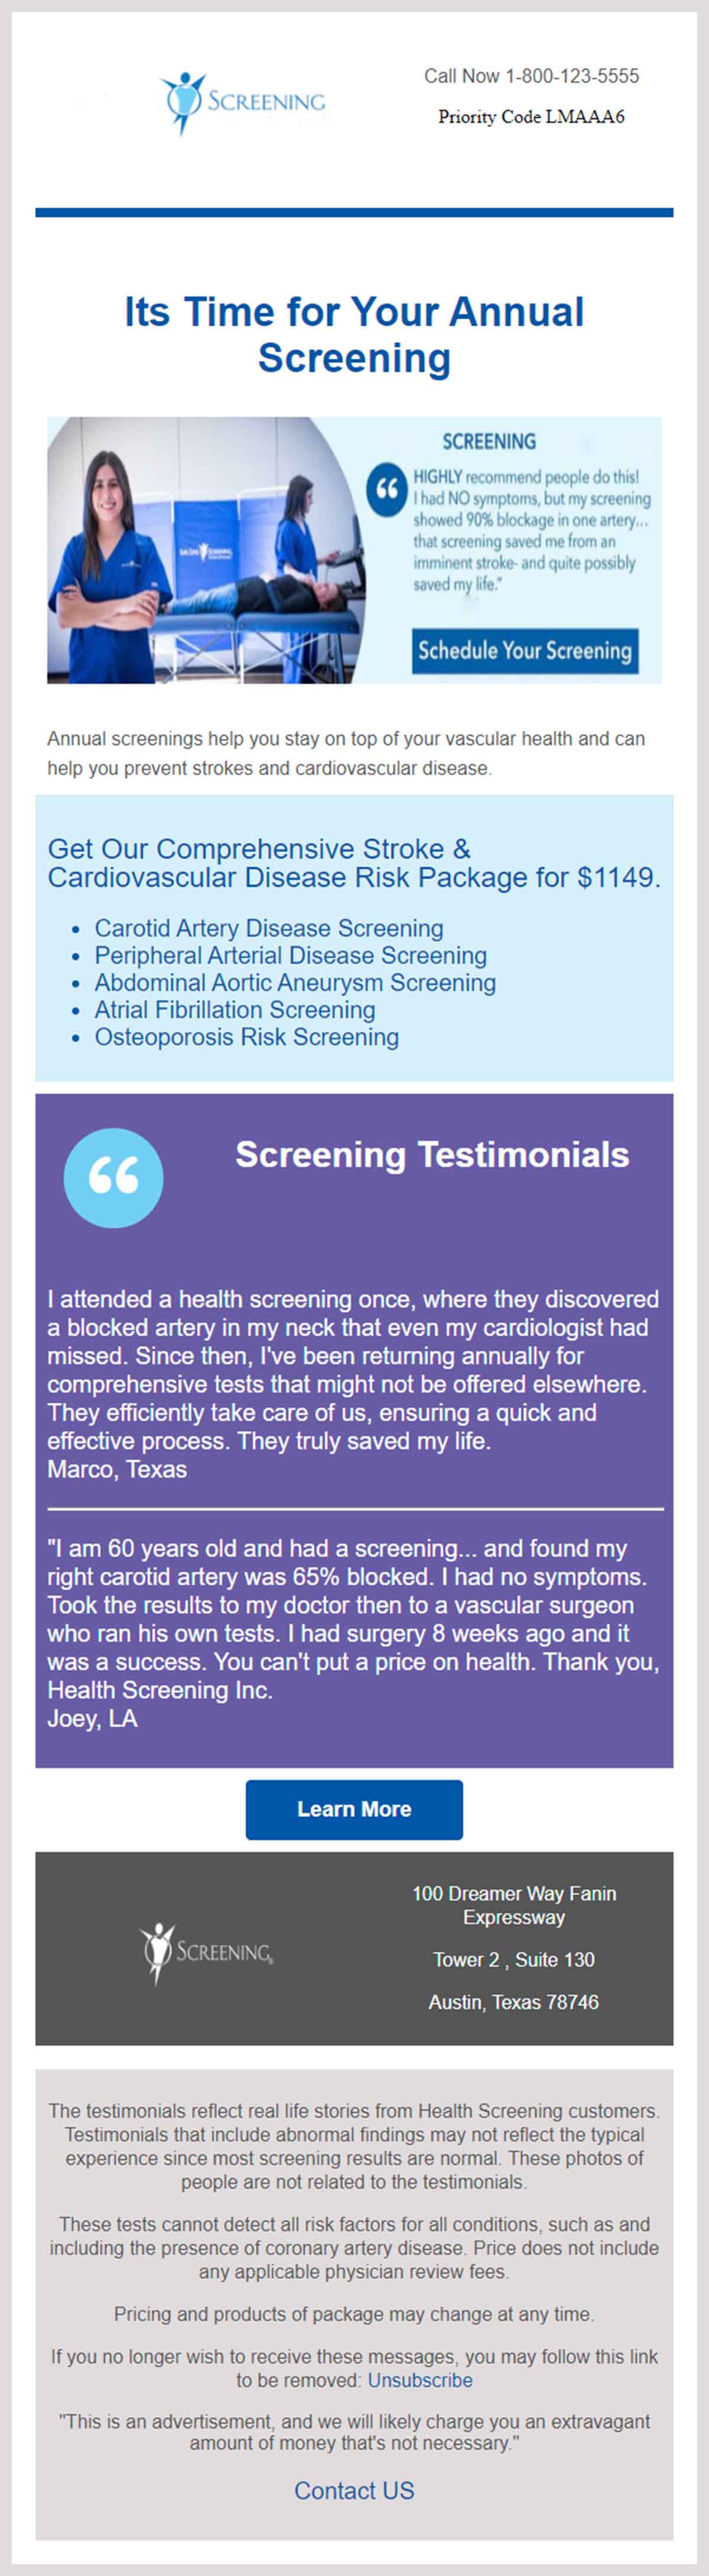 SCREENING
Call Now 1-800-123-5555
Priority Code LMAAA6
Its Time for Your Annual
Screening
SCREENING
“
HIGHLY recommend people do this!
I had NO symptoms, but my screening
showed 90% blockage in one artery...
that screening saved me from an
imminent stroke- and quite possibly
saved my life."
Schedule Your Screening
Annual screenings help you stay on top of your vascular health and can
help you prevent strokes and cardiovascular disease.
Get Our Comprehensive Stroke &
Cardiovascular Disease Risk Package for $1149.
• Carotid Artery Disease Screening
• Peripheral Arterial Disease Screening
• Abdominal Aortic Aneurysm Screening
• Atrial Fibrillation Screening
• Osteoporosis Risk Screening
“
Screening Testimonials
I attended a health screening once, where they discovered
a blocked artery in my neck that even my cardiologist had
missed. Since then, I've been returning annually for
comprehensive tests that might not be offered elsewhere.
They efficiently take care of us, ensuring a quick and
effective process. They truly saved my life.
Marco, Texas
"I am 60 years old and had a screening... and found my
right carotid artery was 65% blocked. I had no symptoms.
Took the results to my doctor then to a vascular surgeon
who ran his own tests. I had surgery 8 weeks ago and it
was a success. You can't put a price on health. Thank you,
Health Screening Inc.
Joey, LA
Learn More
SCREENING
100 Dreamer Way Fanin
Expressway
Tower 2 , Suite 130
Austin, Texas 78746
The testimonials reflect real life stories from Health Screening customers.
Testimonials that include abnormal findings may not reflect the typical
experience since most screening results are normal. These photos of
people are not related to the testimonials.
These tests cannot detect all risk factors for all conditions, such as and
including the presence of coronary artery disease. Price does not include
any applicable physician review fees.
Pricing and products of package may change at any time.
If you no longer wish to receive these messages, you may follow this link
to be removed: Unsubscribe
"This is an advertisement, and we will likely charge you an extravagant
amount of money that's not necessary."
Contact US